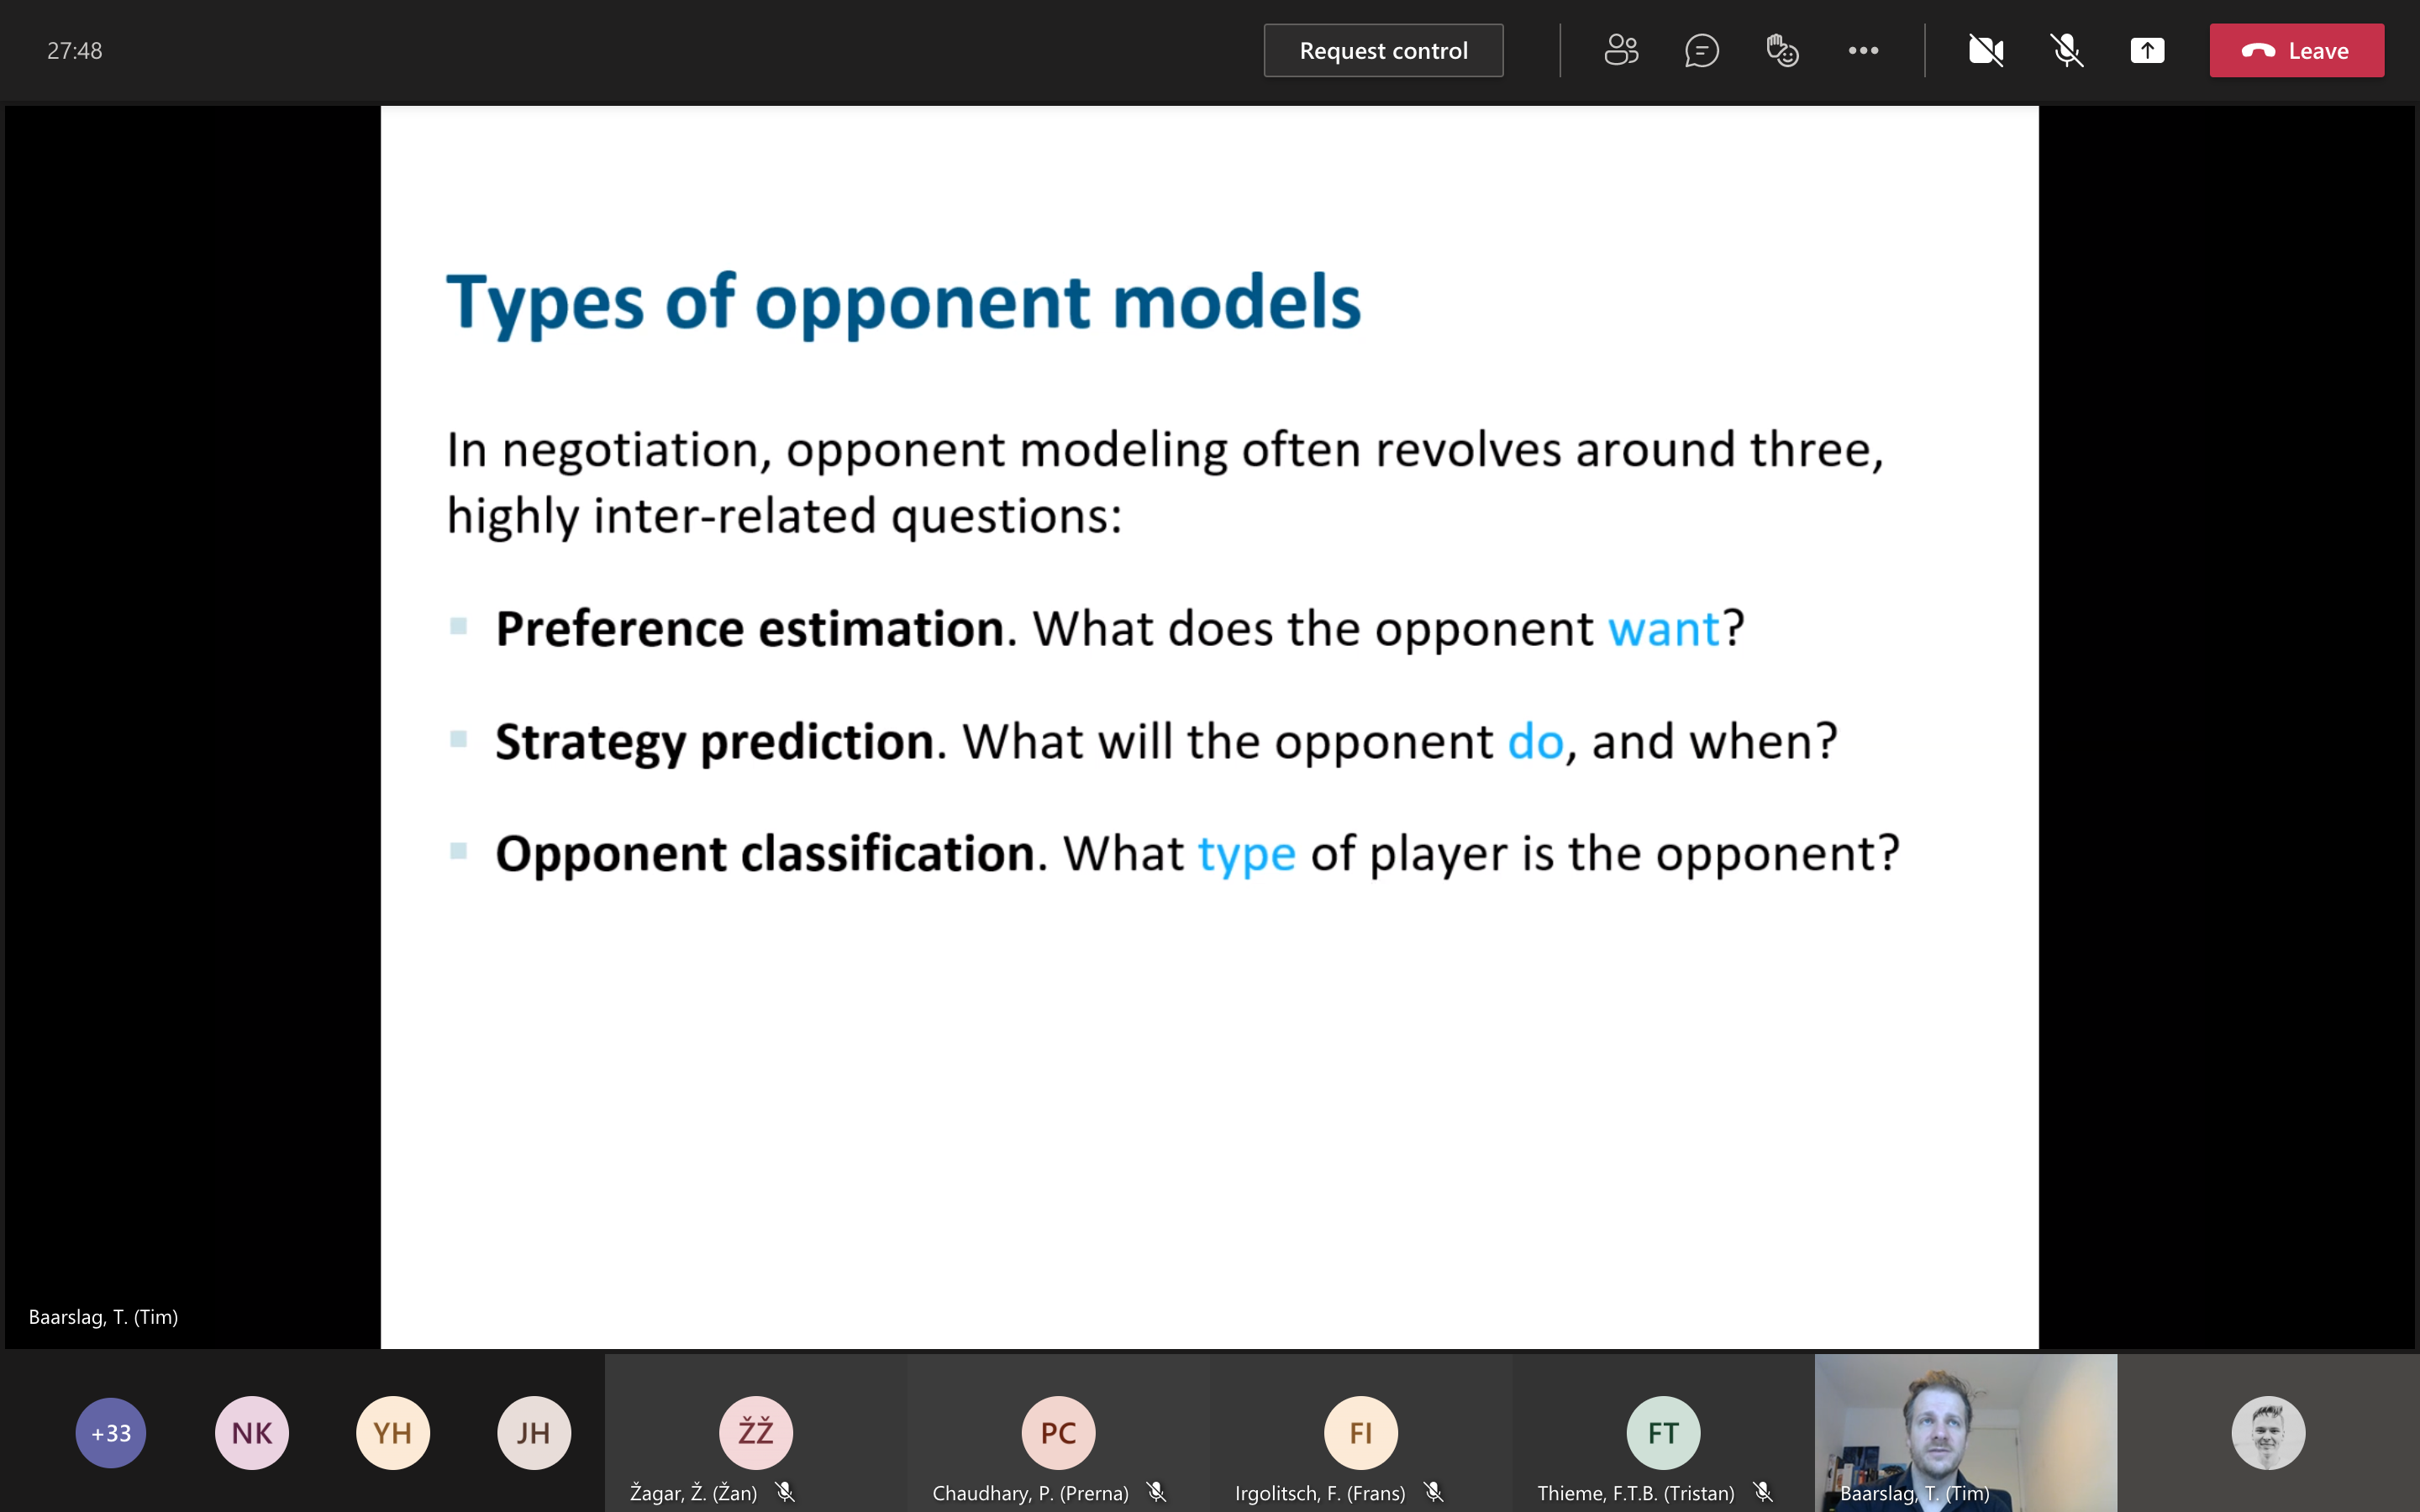 27:48
Request control
Leave
Types of opponent models
In negotiation, opponent modeling often revolves around three,
highly inter-related questions:
Preference estimation. What does the opponent want?
Strategy prediction. What will the opponent do, and when?
Opponent classification. What type of player is the opponent?
Baarslag, T. (Tim)
+33
NK
YH
JH
ŽŽ
PC
FI
FT
Žagar, Ž. (Žan)
Chaudhary, P. (Prerna)
Irgolitsch, F. (Frans)
Thieme, F.T.B. (Tristan)
Baarslag, T. (Tim)